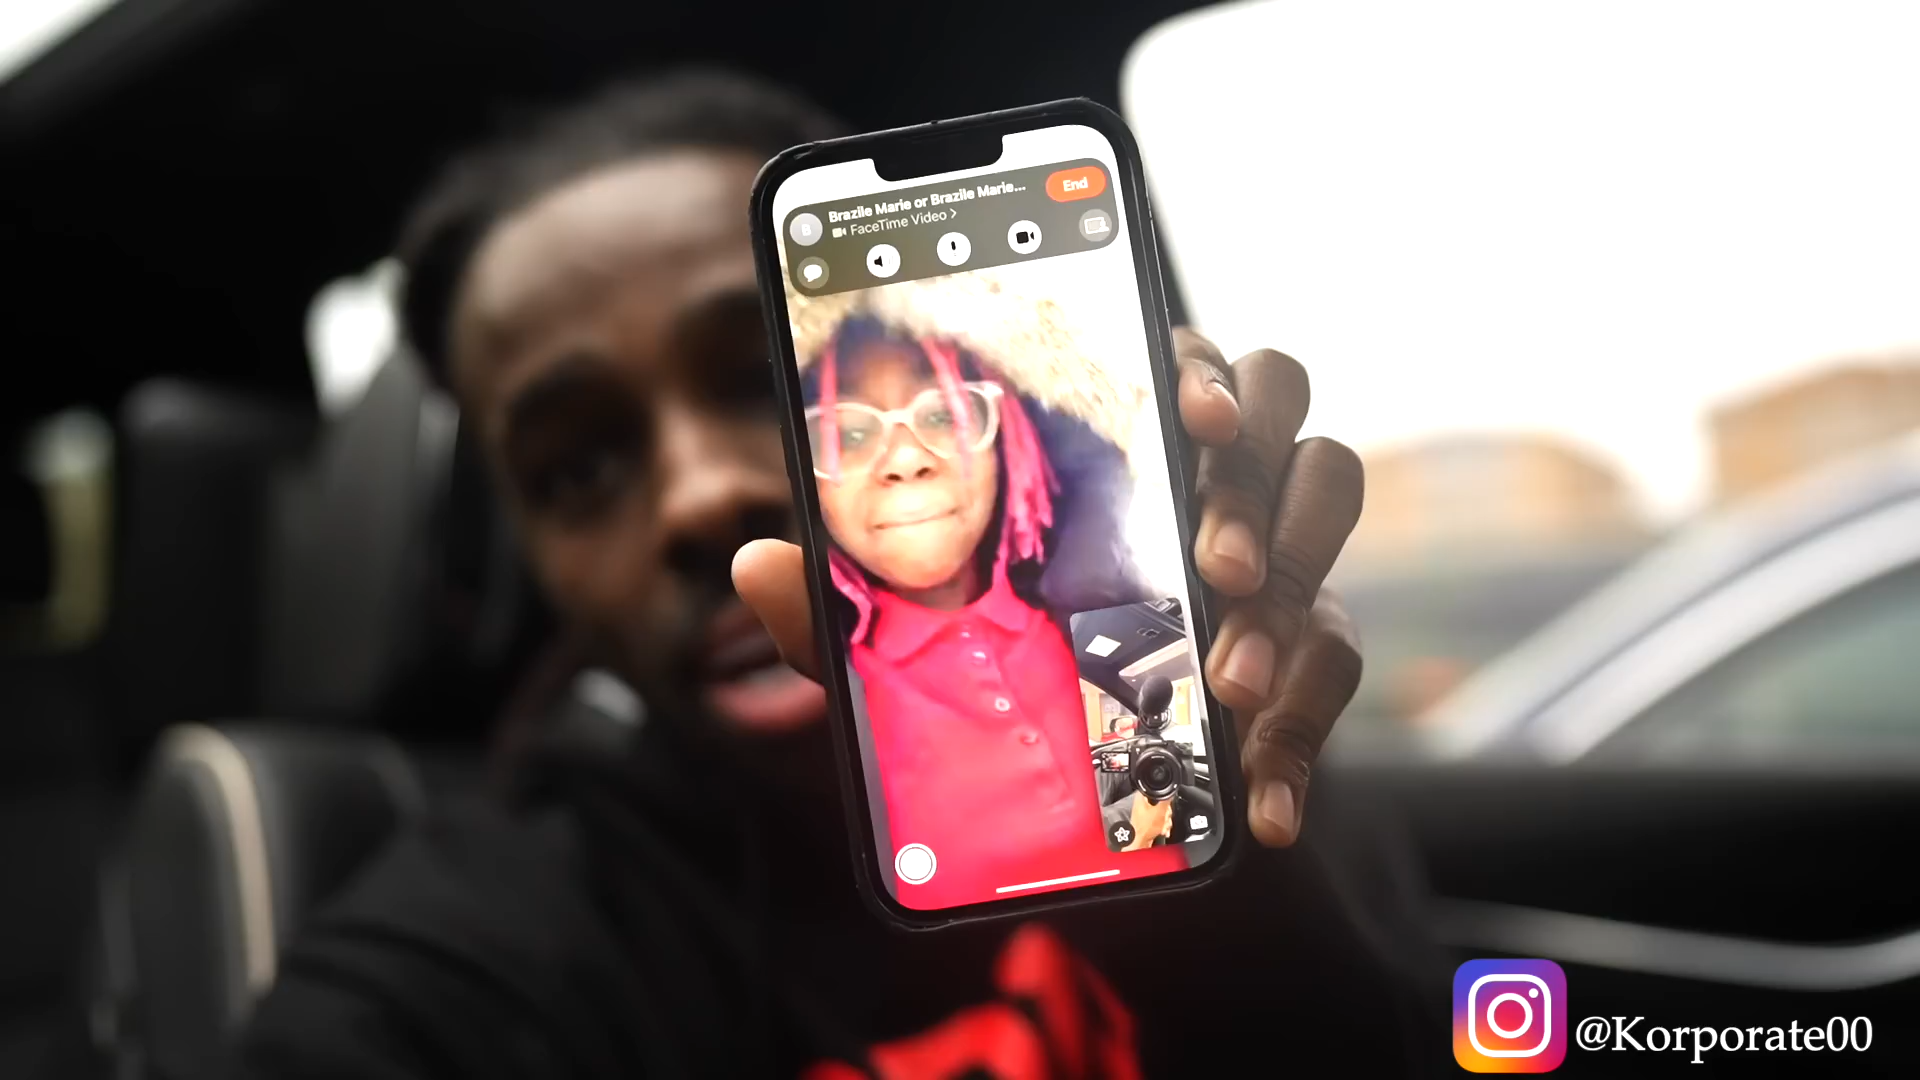 Brazile Marie or Brazile Marie...
FaceTime Video >
End
B
@Korporate00